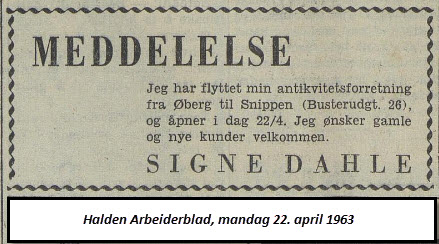 MEDDELELSE
Jeg har flyttet min antikvitetsforretning
fra Øberg til Snippen (Busterudgt. 26),
og åpner i dag 22/4. Jeg ønsker gamle
og nye kunder velkommen.
SIGNE DAHLE
Halden Arbeiderblad, mandag 22. april 1963